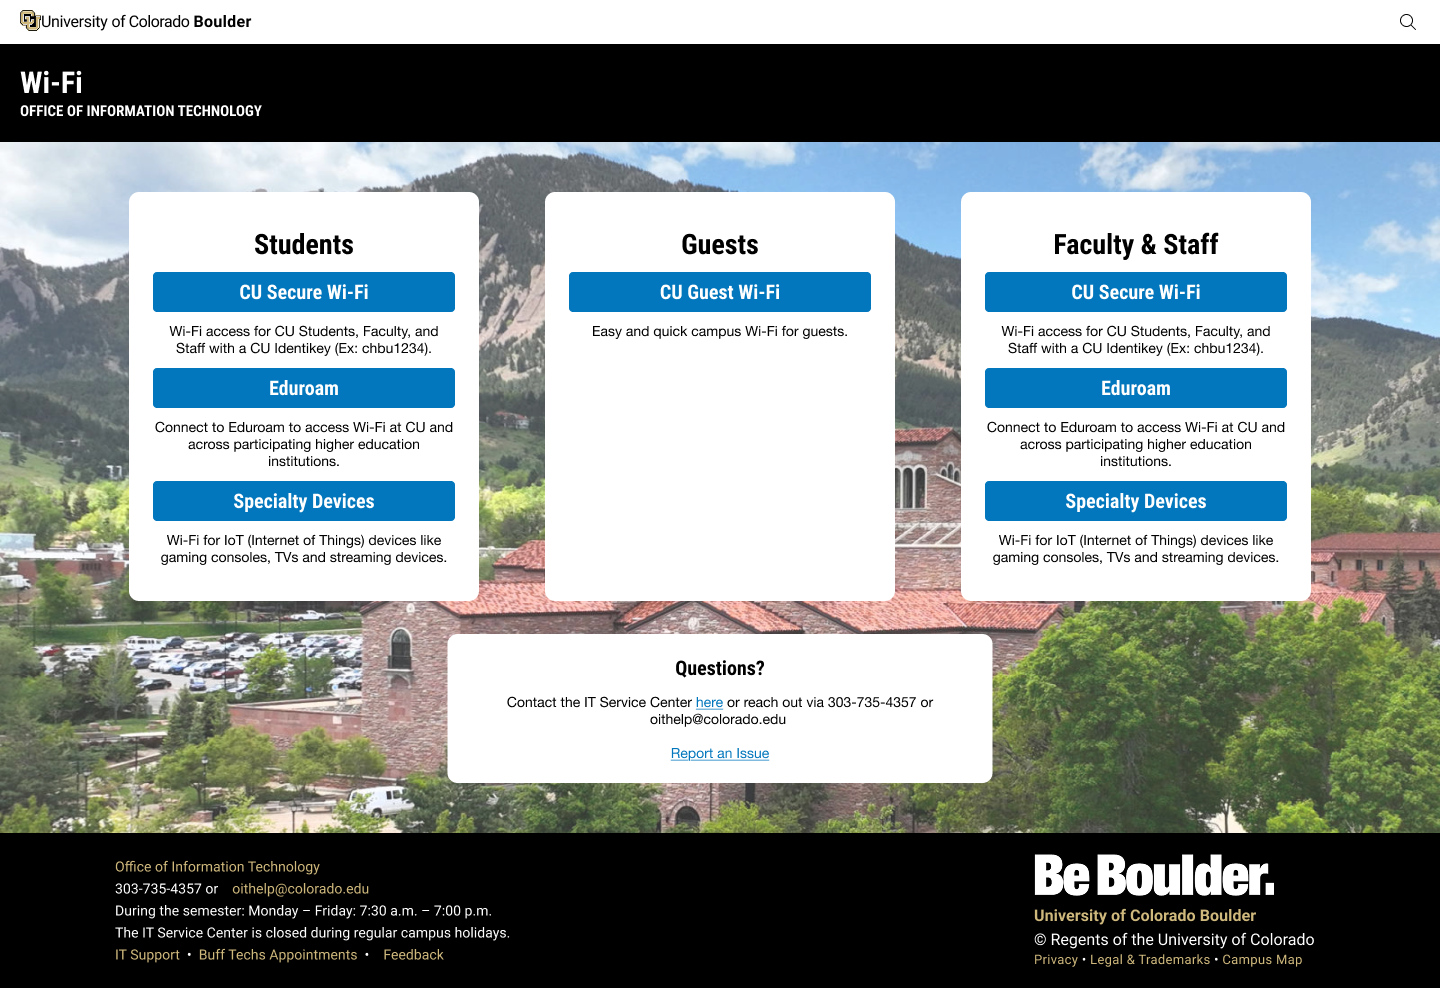 University of Colorado Boulder
Wi-Fi
OFFICE OF INFORMATION TECHNOLOGY
Students
CU Secure Wi-Fi
Wi-Fi access for CU Students, Faculty, and
Staff with a CU Identikey (Ex: chbu1234).
Eduroam
Connect to Eduroam to access Wi-Fi at CU and
across participating higher education
institutions.
Specialty Devices
Wi-Fi for IoT (Internet of Things) devices like
gaming consoles, TVs and streaming devices.
Guests
CU Guest Wi-Fi
Easy and quick campus Wi-Fi for guests.
Faculty & Staff
CU Secure Wi-Fi
Wi-Fi access for CU Students, Faculty, and
Staff with a CU Identikey (Ex: chbu1234).
Eduroam
Connect to Eduroam to access Wi-Fi at CU and
across participating higher education
institutions.
Specialty Devices
Wi-Fi for IoT (Internet of Things) devices like
gaming consoles, TVs and streaming devices.
Questions?
Contact the IT Service Center here or reach out via 303-735-4357 or
oithelp@colorado.edu
Report an Issue
Office of Information Technology
303-735-4357 or oithelp@colorado.edu
During the semester: Monday – Friday: 7:30 a.m. – 7:00 p.m.
The IT Service Center is closed during regular campus holidays.
IT Support • Buff Techs Appointments • Feedback
Be Boulder.
University of Colorado Boulder
© Regents of the University of Colorado
Privacy • Legal & Trademarks • Campus Map